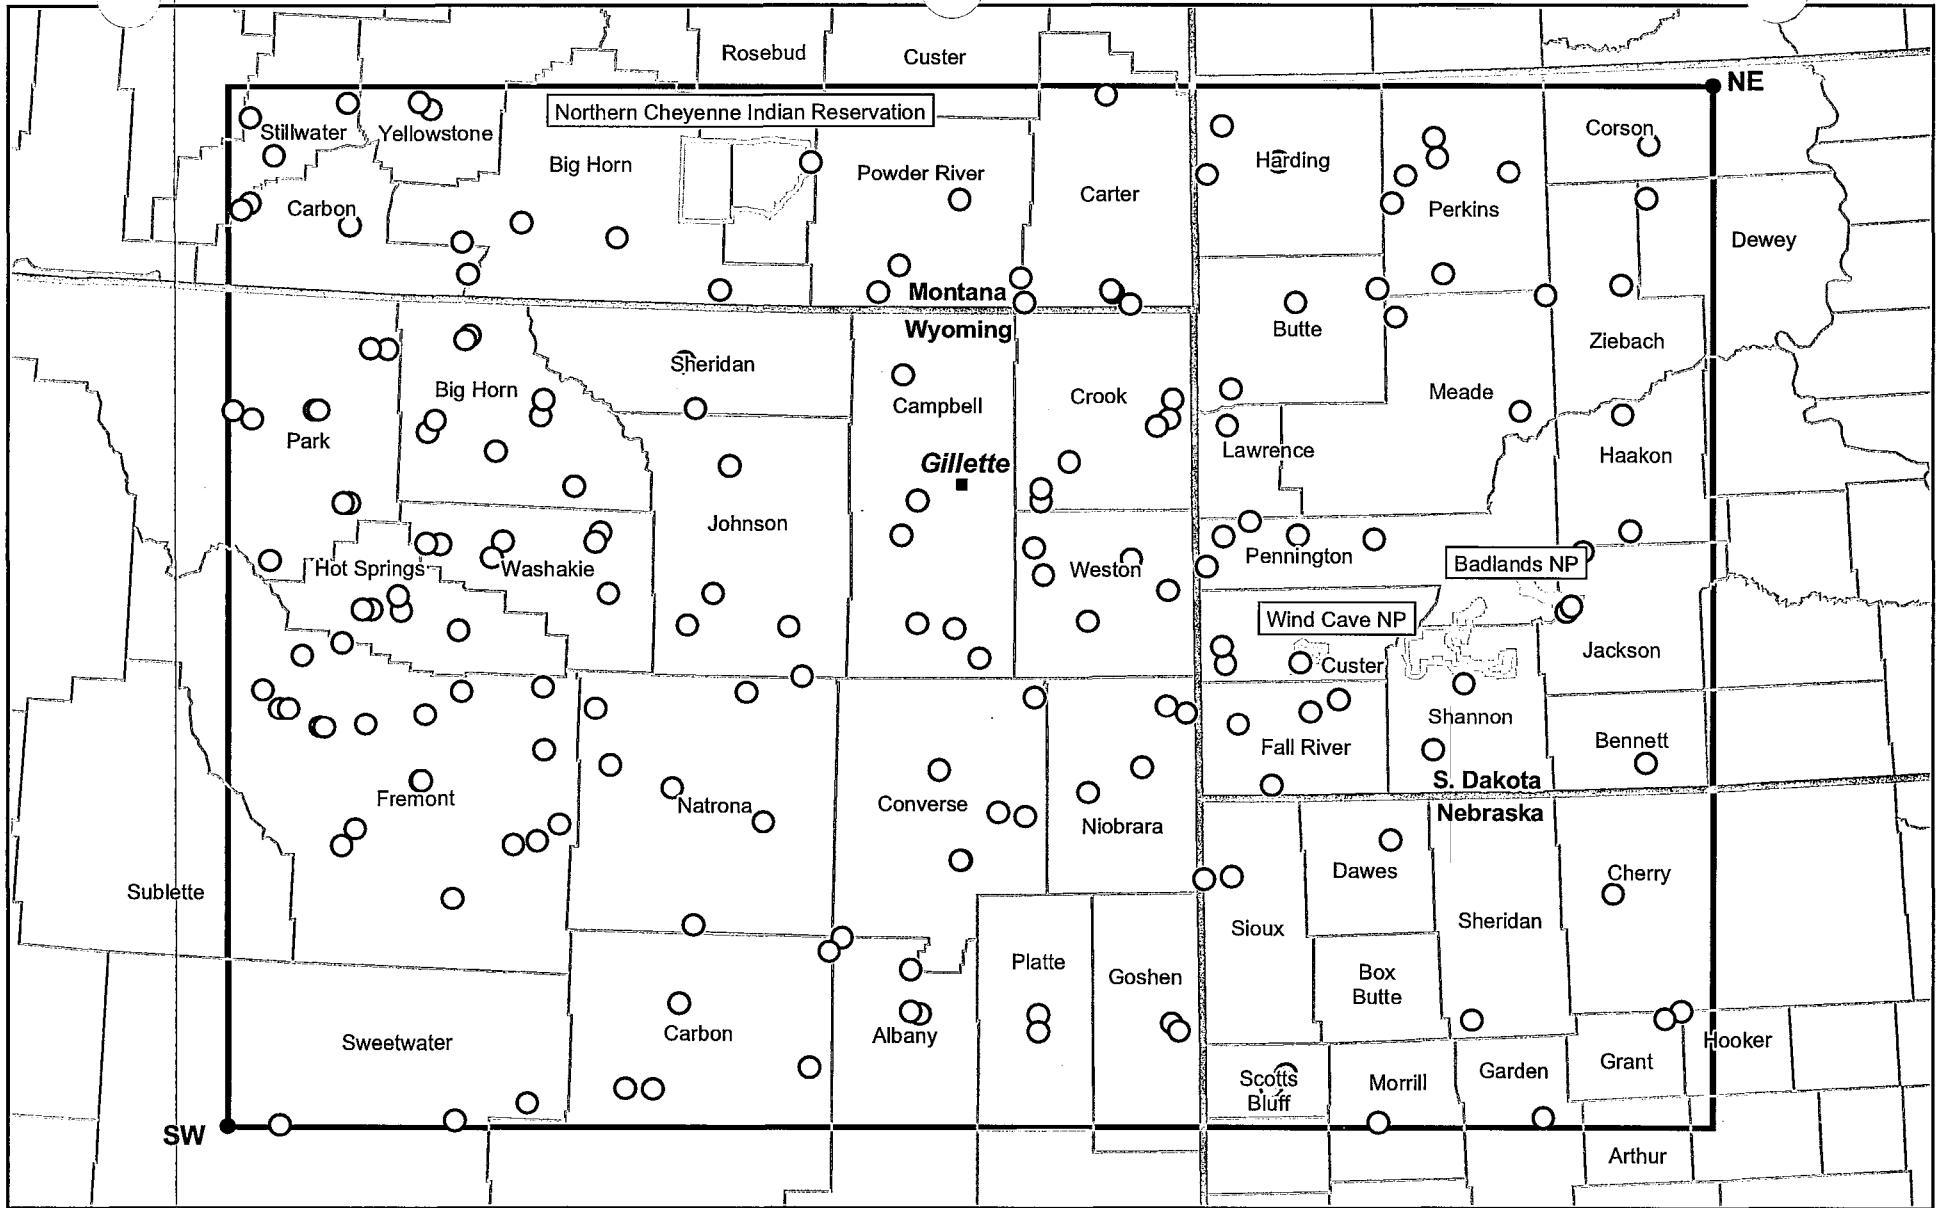 Rosebud
Custer
NE
Northern Cheyenne Indian Reservation
Stillwater
Yellowstone
Corson
Big Horn
Harding
Powder River
Carter
Carbon
Perkins
Dewey
Montana
Wyoming
Butte
Ziebach
Sheridan
Big Horn
Campbell
Crook
Meade
Park
Lawrence
Haakon
Gillette
Johnson
Hot Springs
Washakie
Weston
Pennington
Badlands NP
Wind Cave NP
Custer
Jackson
Shannon
Fall River
Bennett
S. Dakota
Nebraska
Fremont
Natrona
Converse
Niobrara
Dawes
Cherry
Sublette
Sioux
Sheridan
Platte
Goshen
Box
Butte
Sweetwater
Carbon
Albany
Hooker
Grant
Scotts
Bluff
Morrill
Garden
SW
Arthur